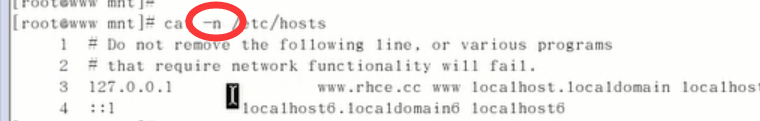 [root@www mnt]#
[root@www mnt]# cat -n /etc/hosts
1 # Do not remove the following line, or various programs
2 # that require network functionality will fail.
3 127.0.0.1 www.rhce.cc www localhost.localdomain localhost
4 ::1 localhost6.localdomain6 localhost6